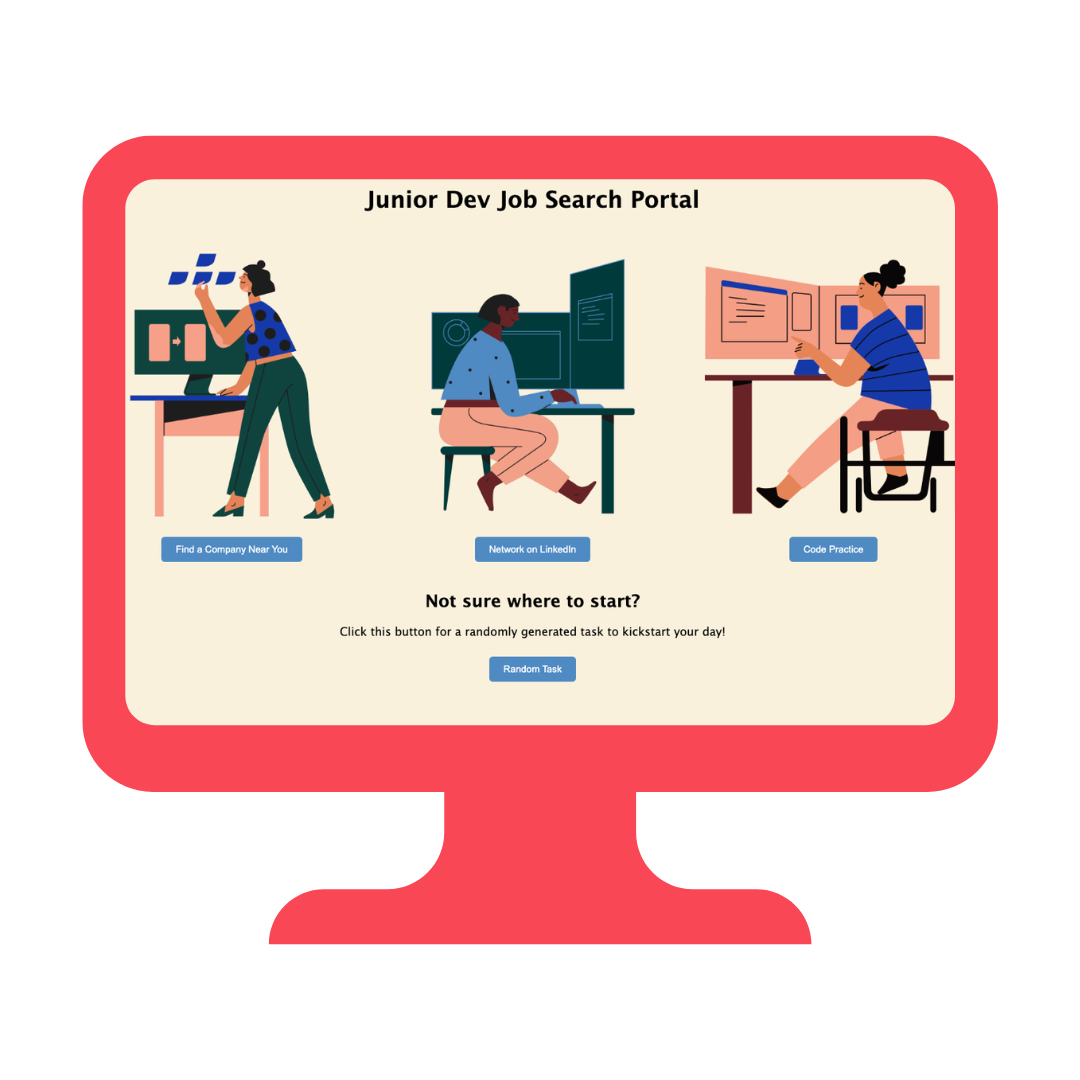 Junior Dev Job Search Portal
Find a Company Near You
Network on LinkedIn
Code Practice
Not sure where to start?
Click this button for a randomly generated task to kickstart your day!
Random Task